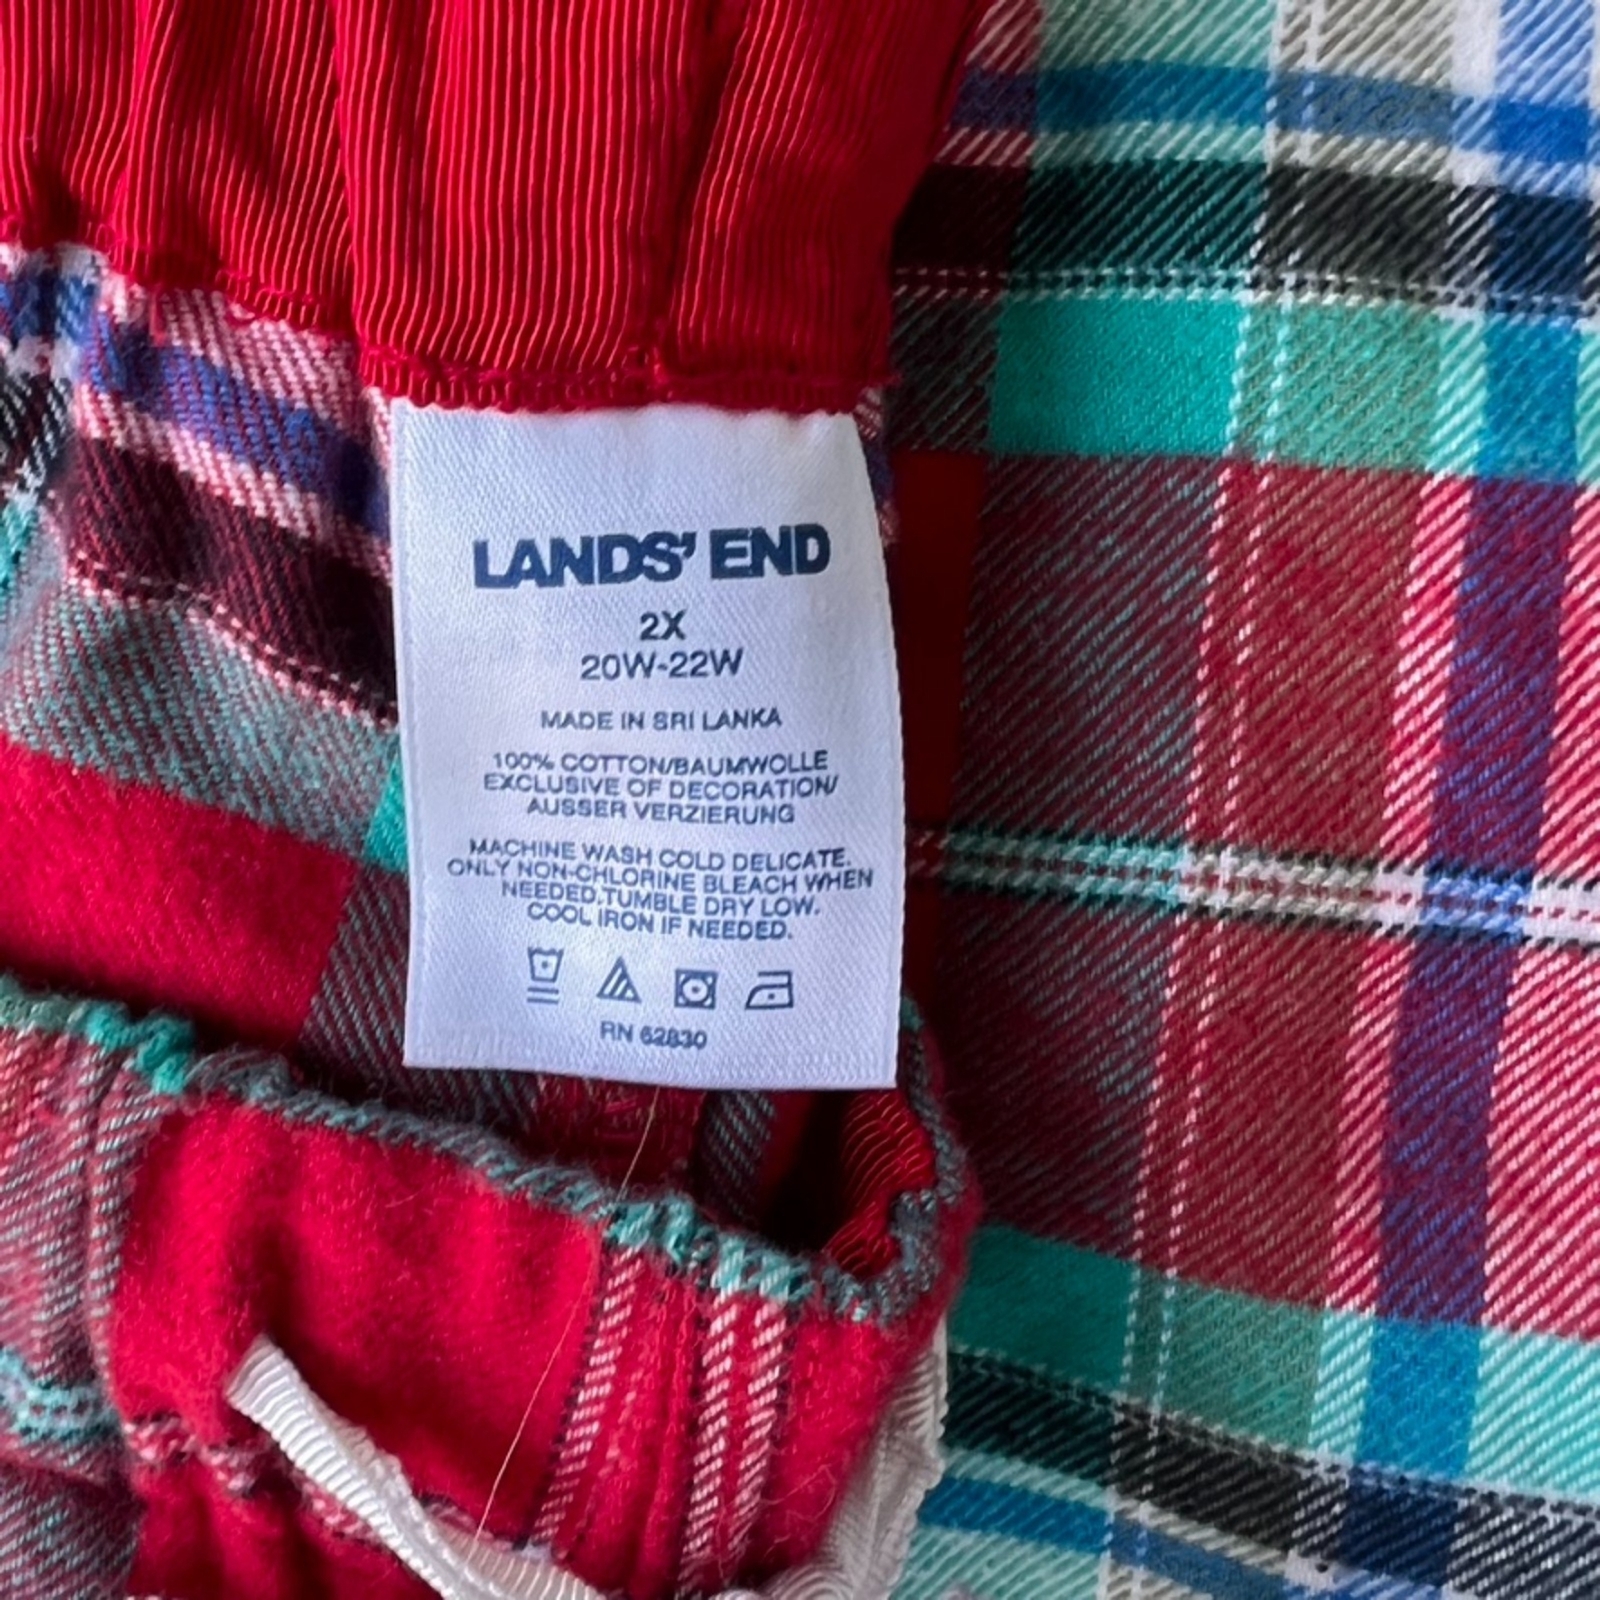 LANDS' END
2X
20W-22W
MADE IN SRI LANKA
100% COTTON/BAUMWOLLE
EXCLUSIVE OF DECORATION/
AUSSER VERZIERUNG
MACHINE WASH COLD DELICATE.
ONLY NON-CHLORINE BLEACH WHEN
NEEDED.TUMBLE DRY LOW.
COOL IRON IF NEEDED.
RN 62830